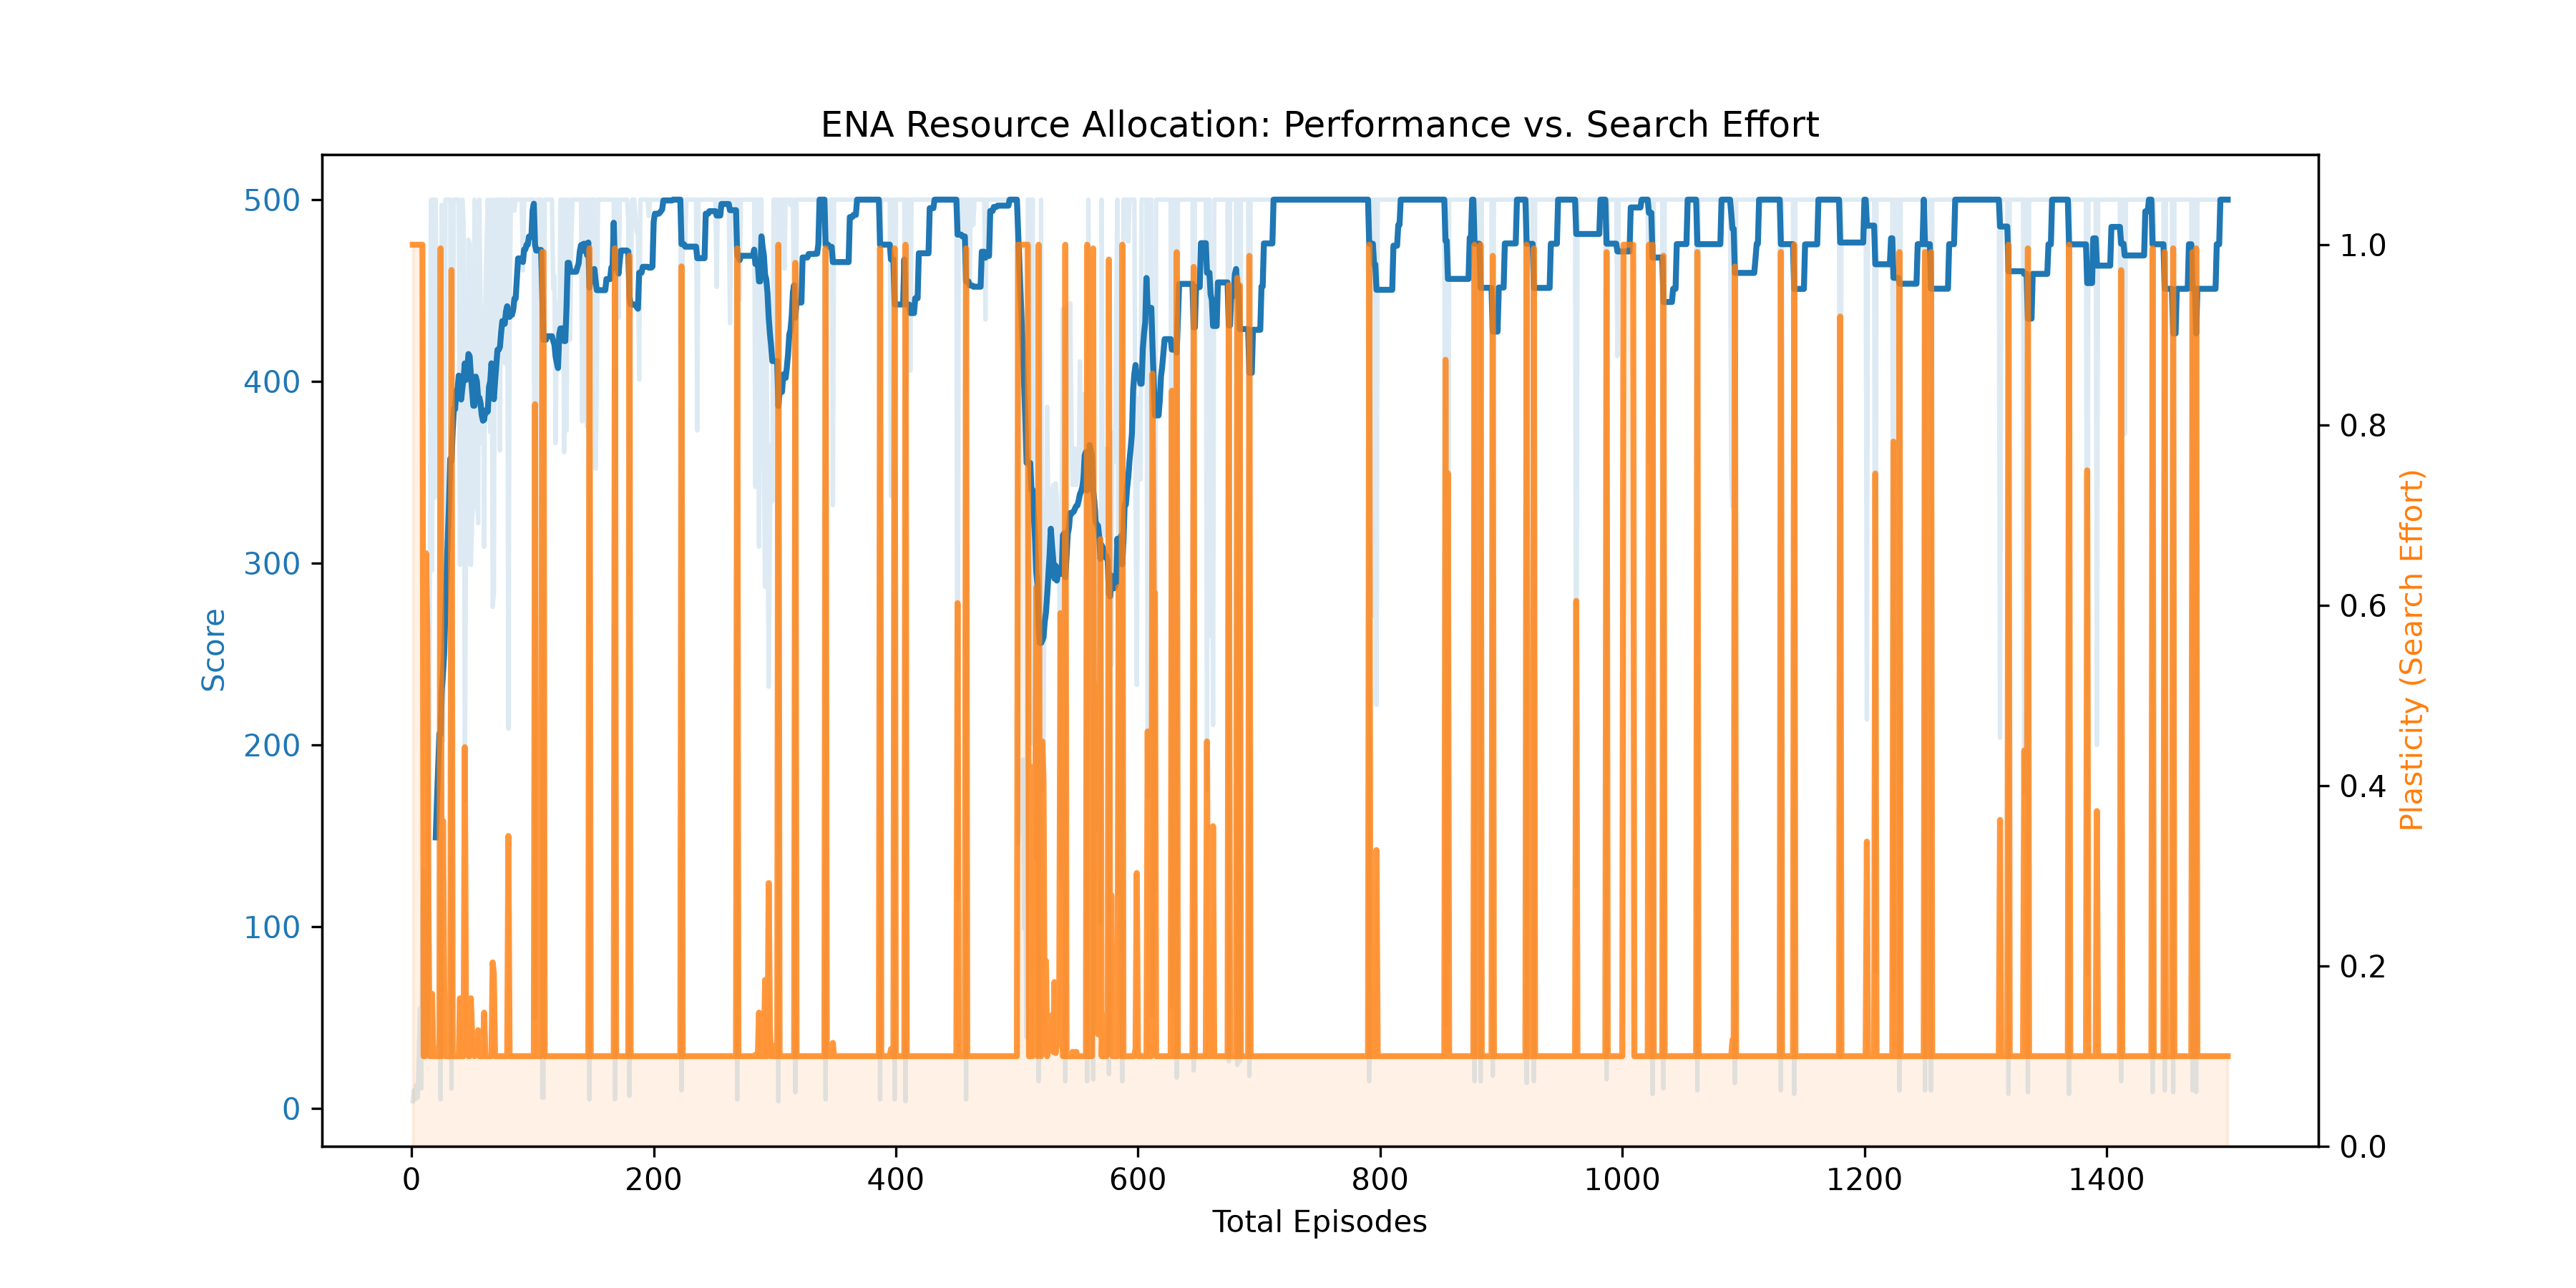 ENA Resource Allocation: Performance vs. Search Effort
500
400
300
200
100
0
Score
1.0
0.8
0.6
0.4
0.2
0.0
Plasticity (Search Effort)
0 200 400 600 800 1000 1200 1400
Total Episodes